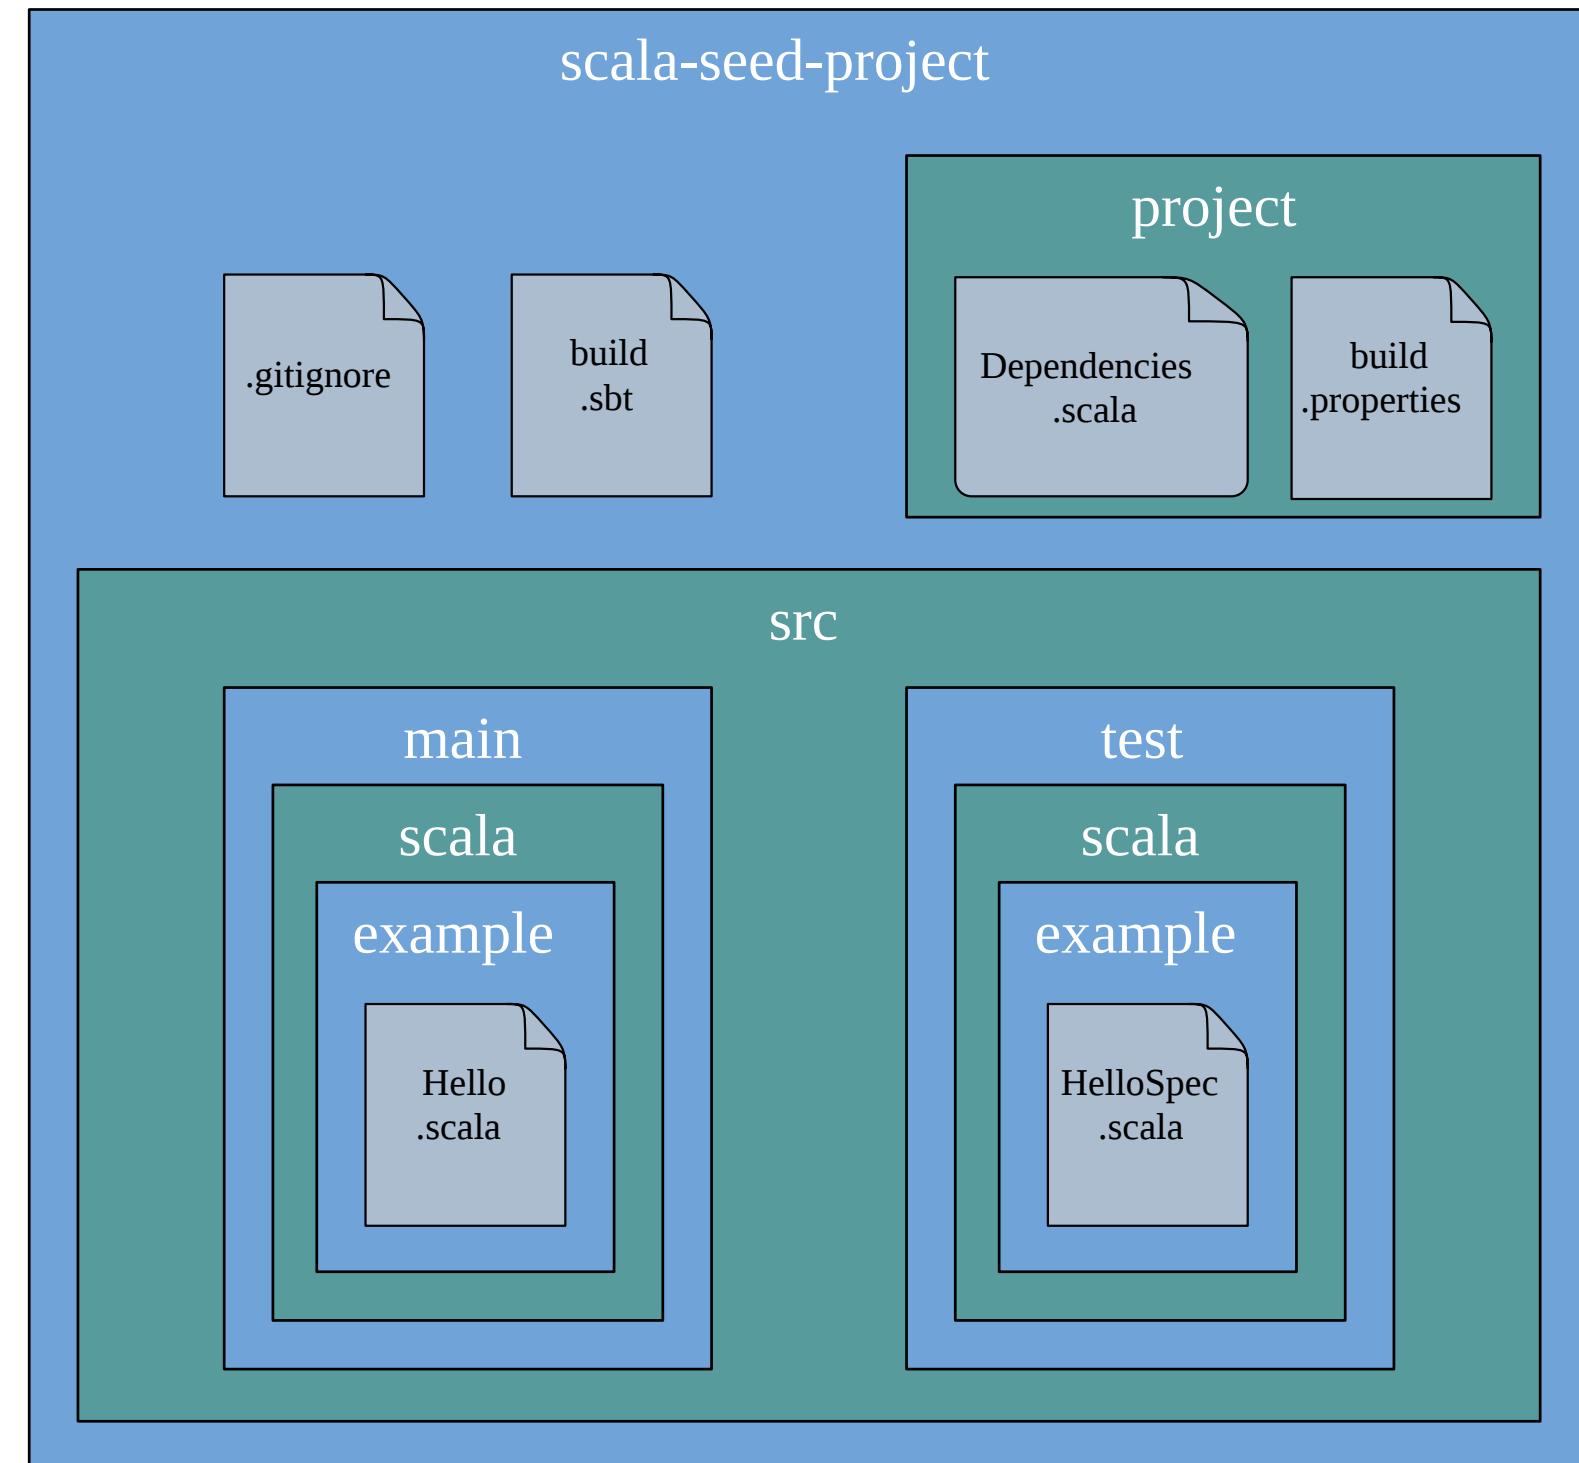 scala-seed-project
project
.gitignore
build
.sbt
Dependencies
.scala
build
.properties
src
main
scala
example
Hello
.scala
test
scala
example
HelloSpec
.scala